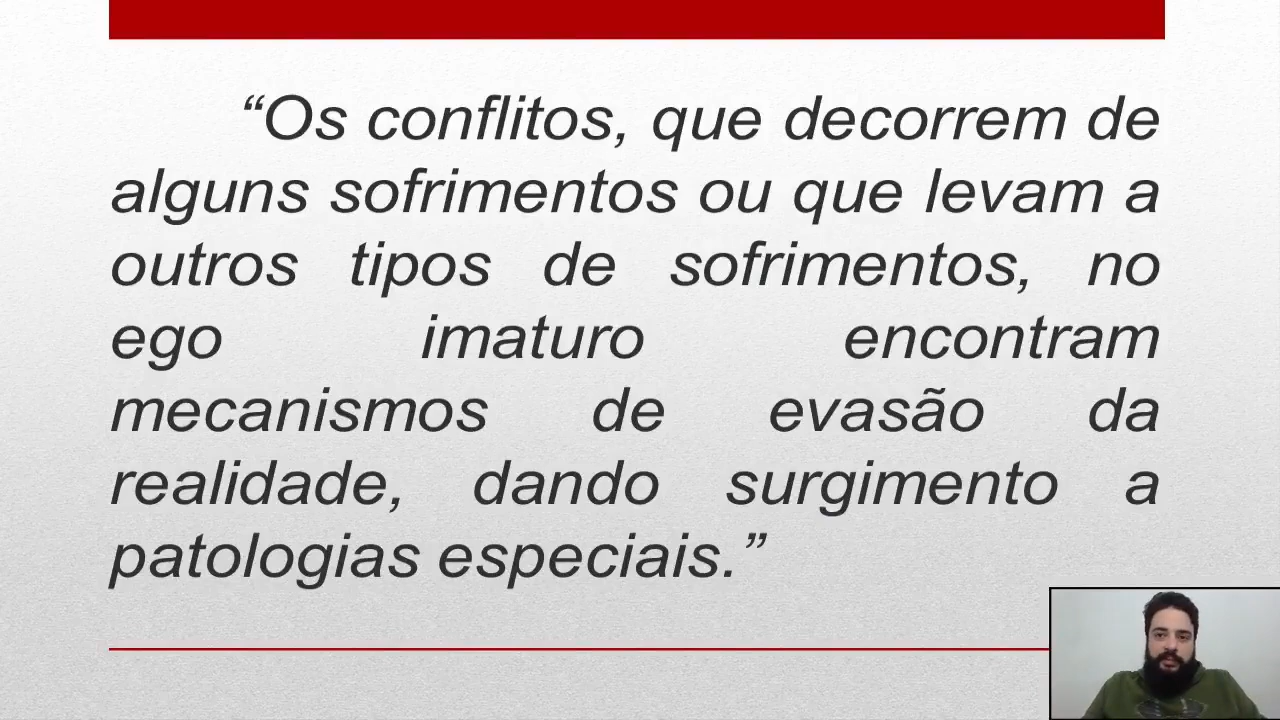 “Os conflitos, que decorrem de
alguns sofrimentos ou que levam a
outros tipos de sofrimentos, no
ego imaturo encontram
mecanismos de evasão da
realidade, dando surgimento a
patologias especiais.”